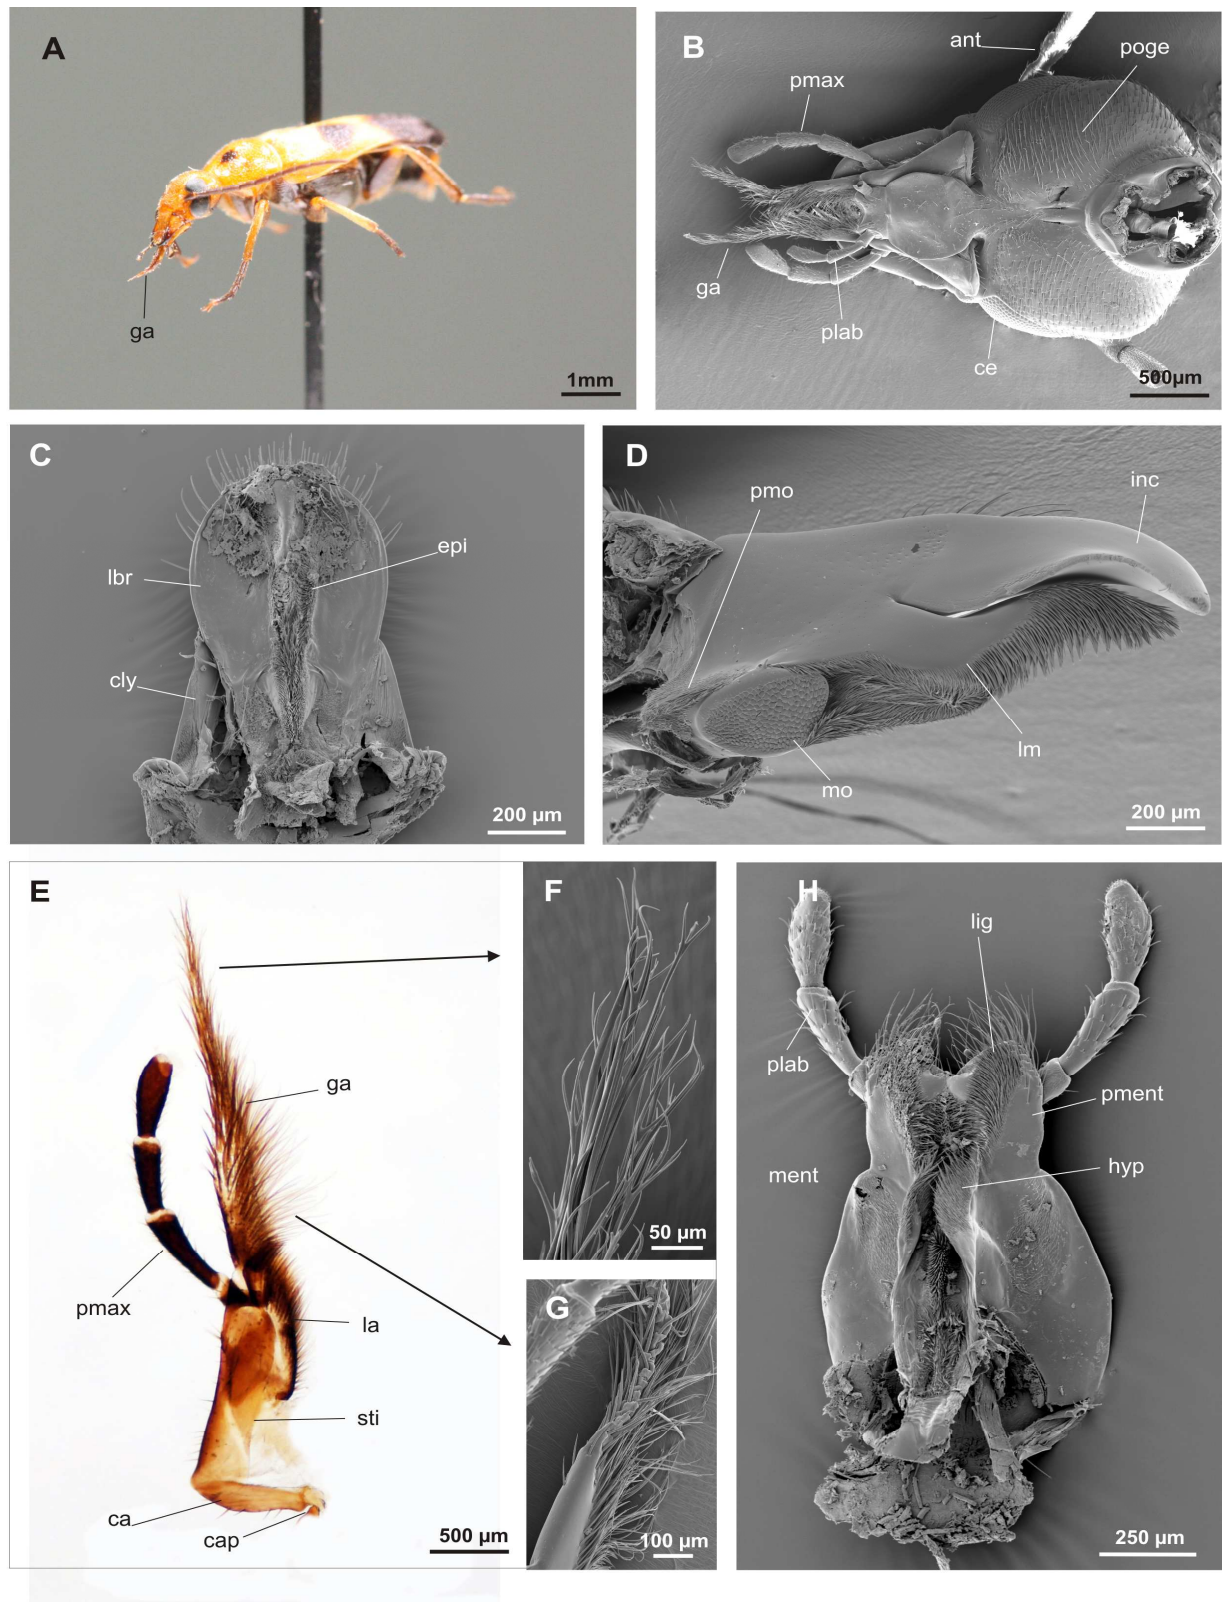 A
ga
1mm
B
ant
poge
pmax
ga
plab
ce
500µm
C
epi
lbr
cly
200 µm
D
pmo
inc
lm
mo
200 µm
E
ga
pmax
la
sti
ca
cap
500 µm
F
50 µm
G
100 µm
H
lig
plab
pment
ment
hyp
250 µm